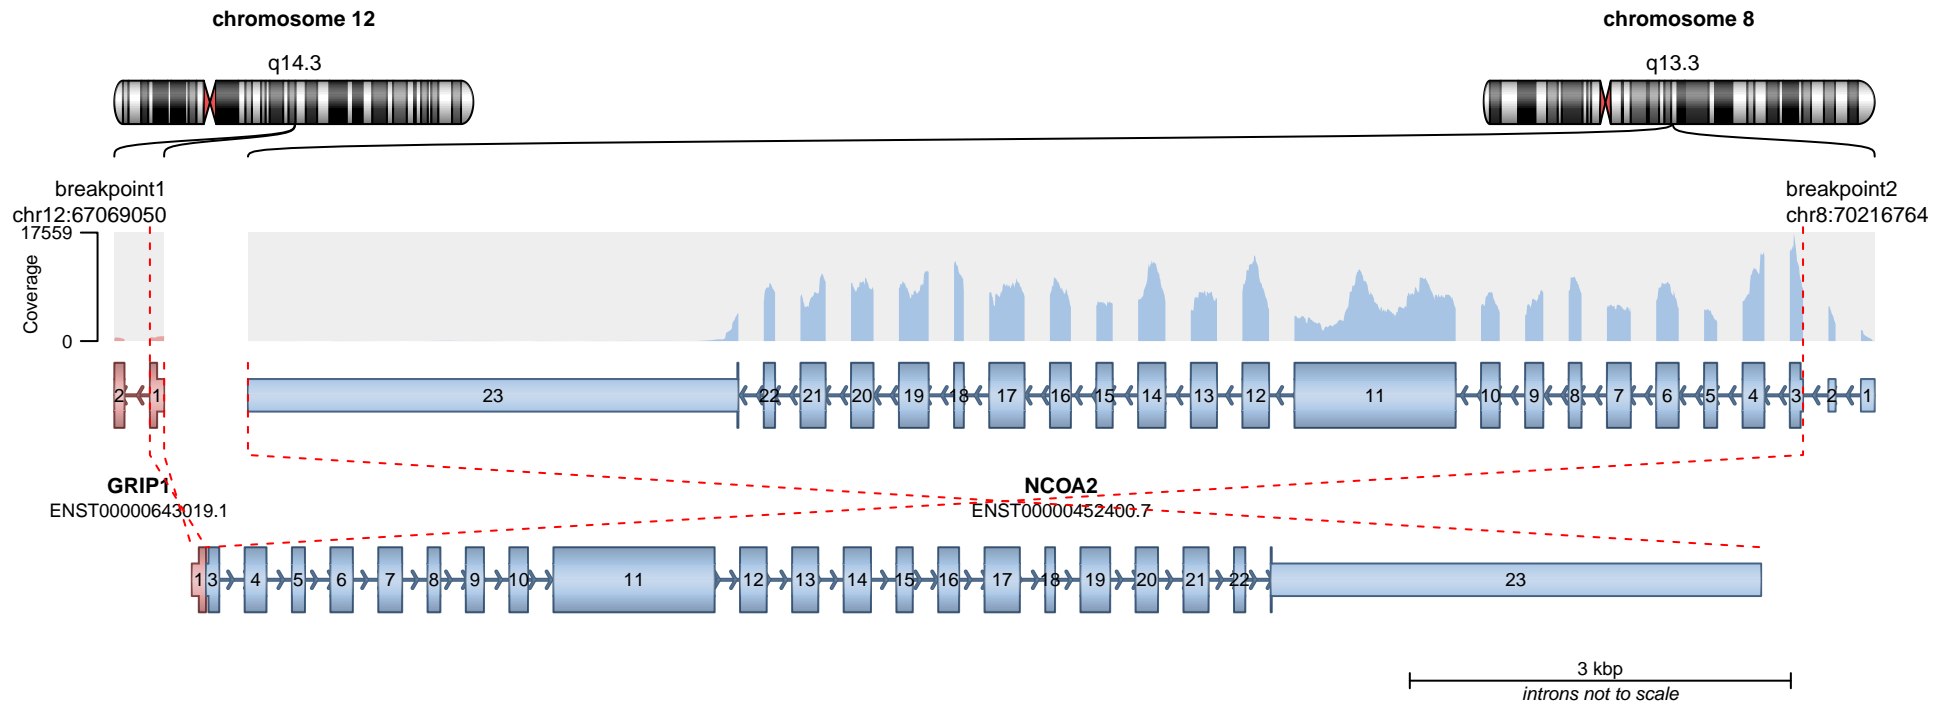 chromosome 12
chromosome 8
q14.3
q13.3
breakpoint1
chr12:67069050
breakpoint2
chr8:70216764
17559
Coverage
0
2 1
23 22 21 20 19 18 17 16 15 14 13 12 11 10 9 8 7 6 5 4 3 2 1
GRIP1
ENST00000643019.1
NCOA2
ENST00000452400.7
1 3 4 5 6 7 8 9 10 11 12 13 14 15 16 17 18 19 20 21 22 23
3 kbp
introns not to scale